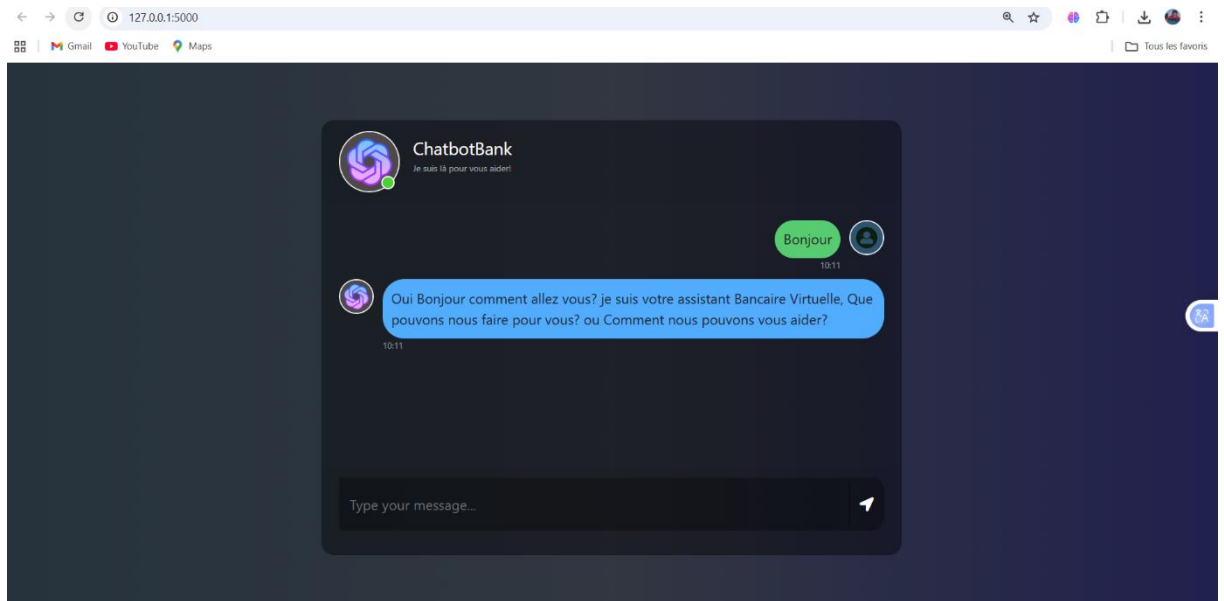 127.0.0.1:5000
Gmail YouTube Maps Tous les favoris
ChatbotBank
Je suis là pour vous aider!
Bonjour
10:11
Oui Bonjour comment allez vous? je suis votre assistant Bancaire Virtuelle, Que
pouvons nous faire pour vous? ou Comment nous pouvons vous aider?
10:11
Type your message...